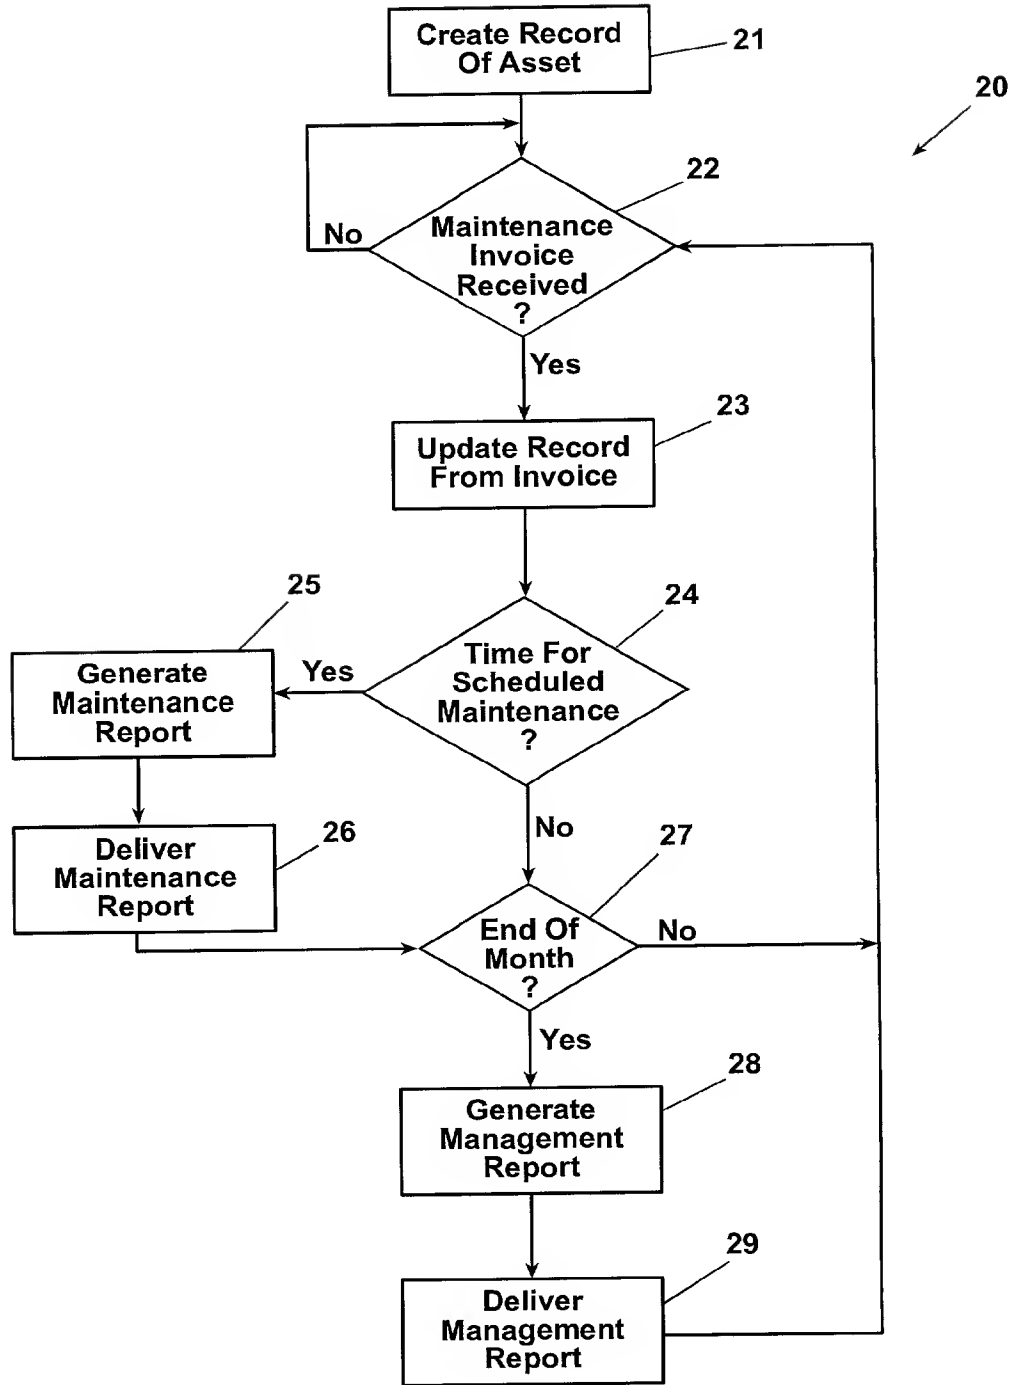 Create Record
Of Asset
21
20
22
No
Maintenance
Invoice
Received
?
Yes
23
Update Record
From Invoice
25
24
Generate
Maintenance
Report
Yes
Time For
Scheduled
Maintenance
?
No
26
Deliver
Maintenance
Report
27
End Of
Month
?
No
Yes
28
Generate
Management
Report
29
Deliver
Management
Report